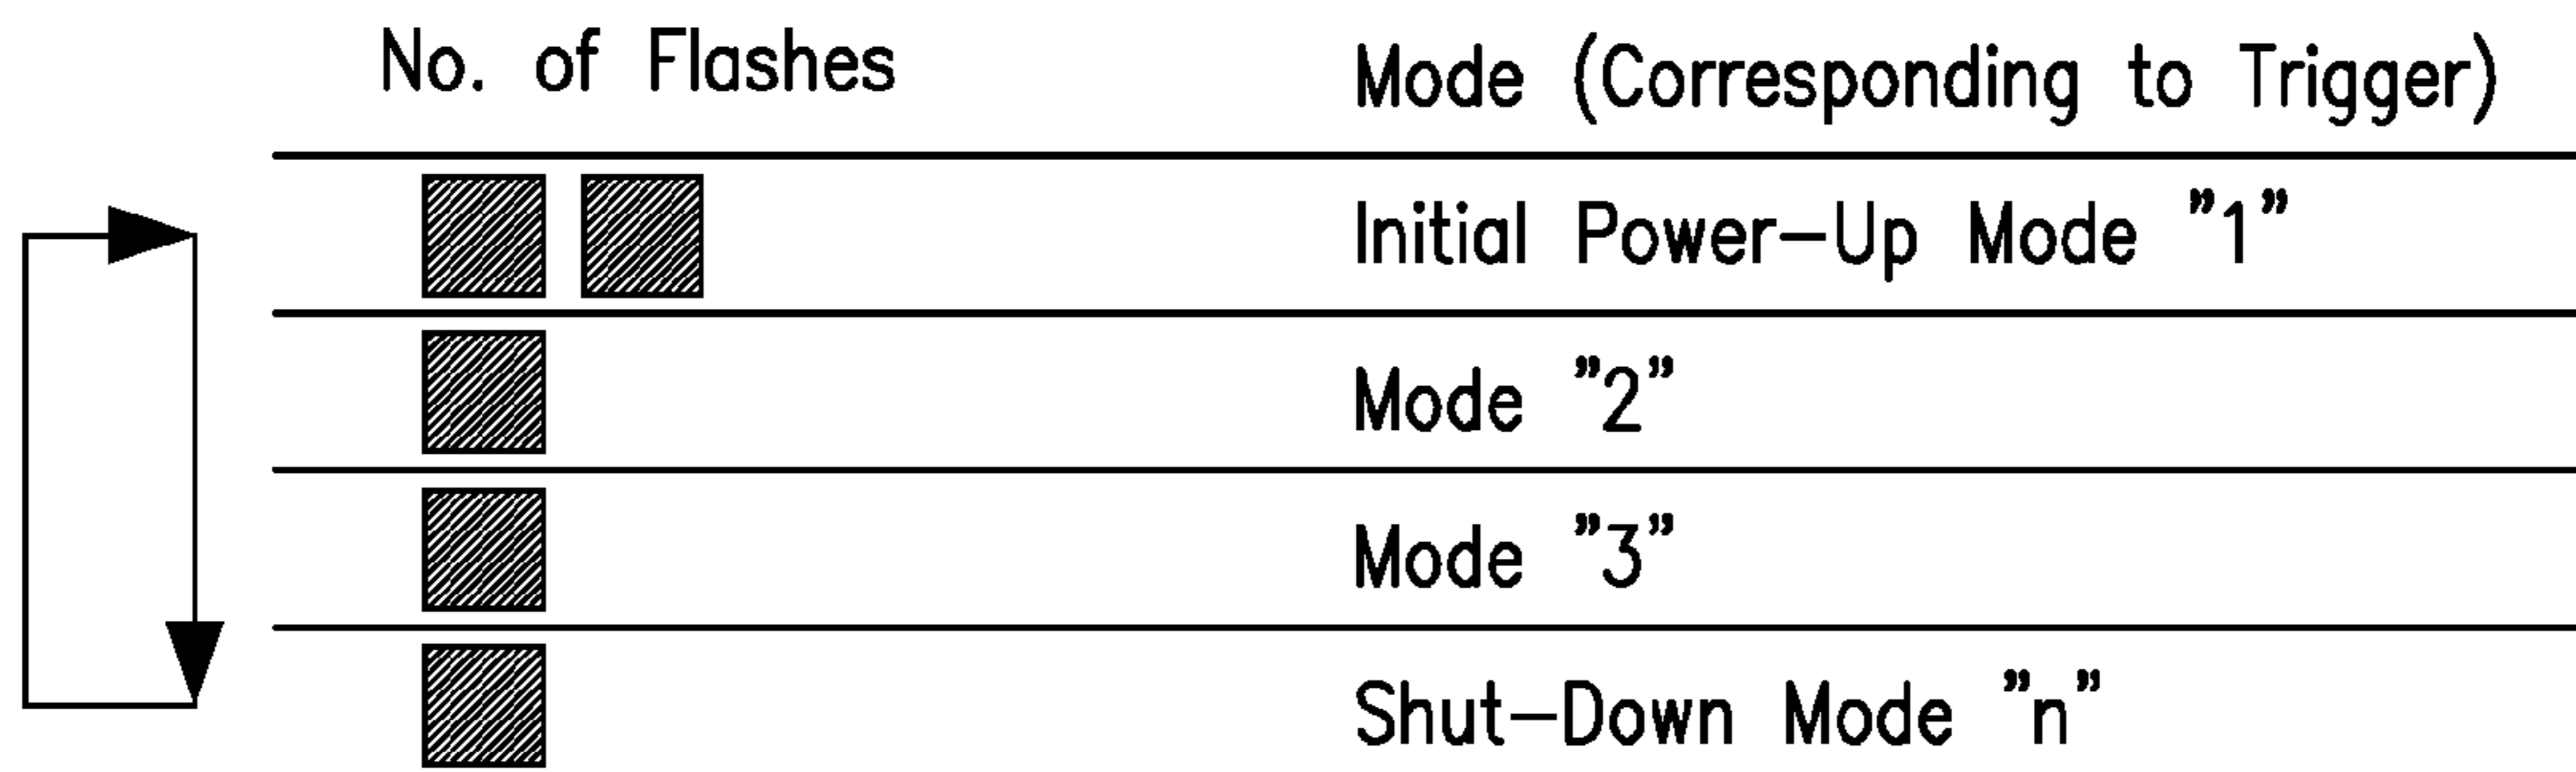 No. of Flashes Mode (Corresponding to Trigger)
Initial Power-Up Mode "1"
Mode "2"
Mode "3"
Shut-Down Mode "n"